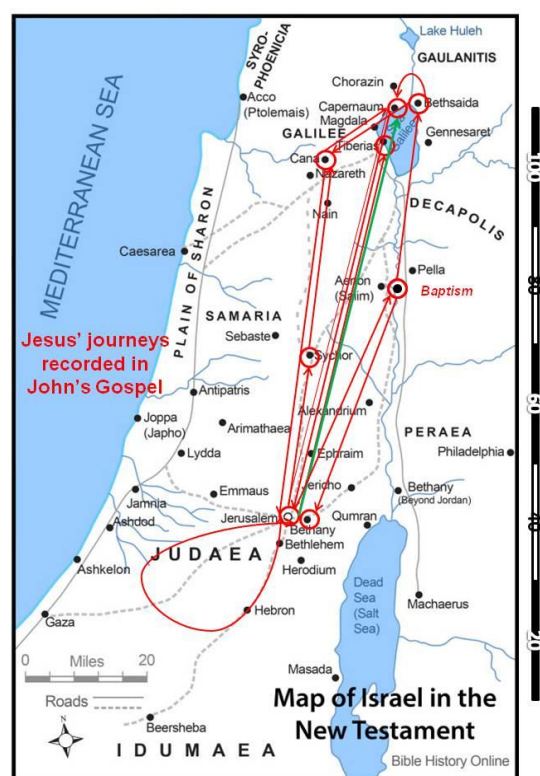 Lake Huleh
SYRO-
PHOENICIA
GAULANITIS
Chorazin
Acco
(Ptolemais)
Capernaum
Bethsaida
Magdala
GALILEE
Tiberias
Sea of
Galilee
Gennesaret
Cana
Nazareth
Nain
DECAPOLIS
MEDITERRANEAN SEA
PLAIN OF SHARON
Caesarea
Pella
Aenon
(Salim)
Baptism
SAMARIA
Sebaste
Jesus' journeys
recorded in
John's Gospel
Sychor
Antipatris
Alexandrium
Joppa
(Japho)
Arimathaea
PERAEA
Lydda
Ephraim
Philadelphia
Jericho
Emmaus
Bethany
(Beyond Jordan)
Jamnia
Jerusalem
Qumran
Ashdod
Bethany
JUDAEA
Bethlehem
Herodium
Ashkelon
Dead
Sea
(Salt
Sea)
Machaerus
Hebron
Gaza
0 Miles 20
Masada
Roads
Map of Israel in the
New Testament
N
Beersheba
IDUMAEA
Bible History Online
100
80
60
40
20